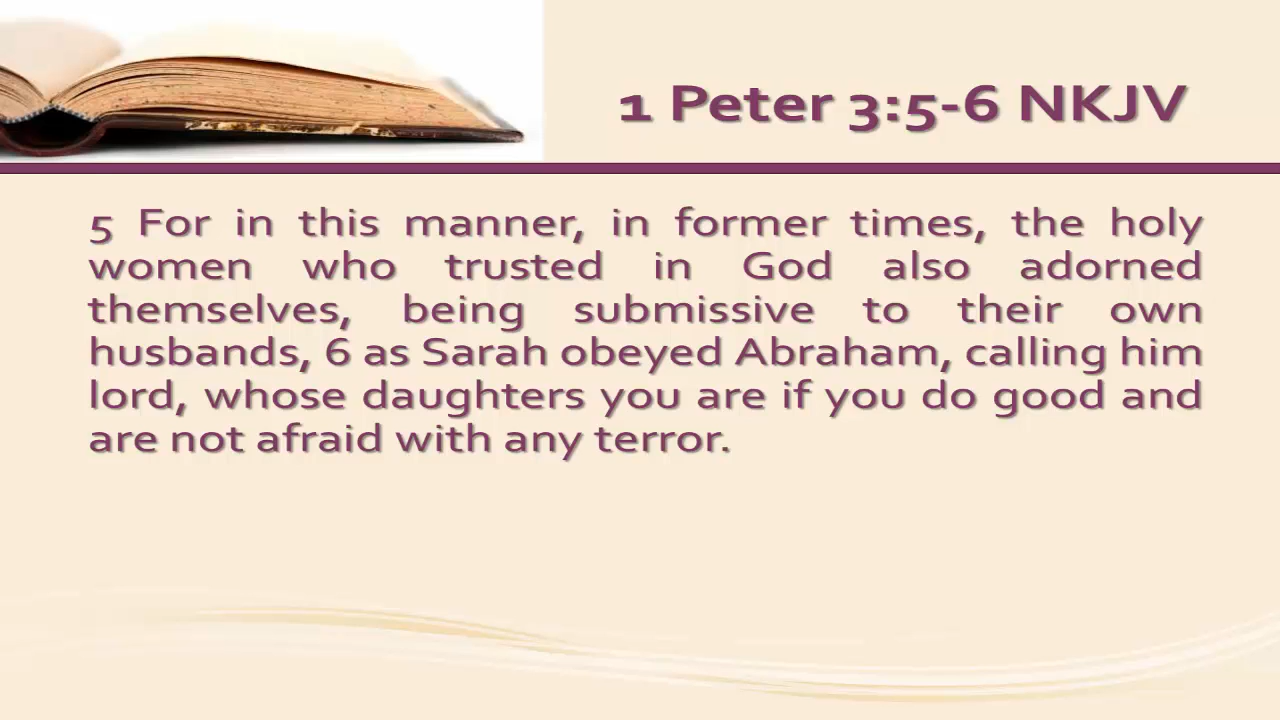 1 Peter 3:5-6 NKJV
5 For in this manner, in former times, the holy
women who trusted in God also adorned
themselves, being submissive to their own
husbands, 6 as Sarah obeyed Abraham, calling him
lord, whose daughters you are if you do good and
are not afraid with any terror.